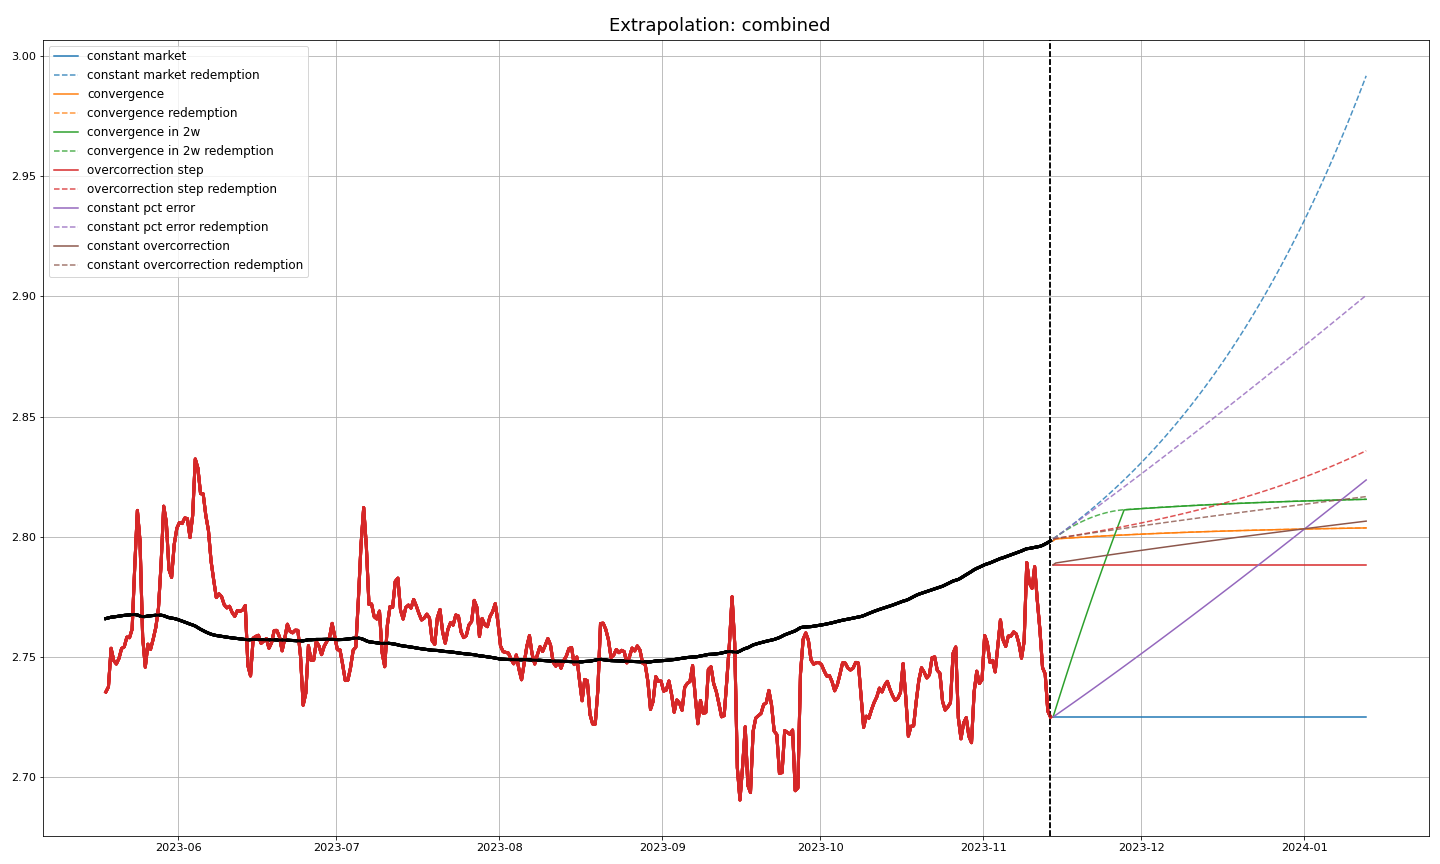 Extrapolation: combined
constant market
constant market redemption
convergence
convergence redemption
convergence in 2w
convergence in 2w redemption
overcorrection step
overcorrection step redemption
constant pct error
constant pct error redemption
constant overcorrection
constant overcorrection redemption
3.00
2.95
2.90
2.85
2.80
2.75
2.70
2023-06
2023-07
2023-08
2023-09
2023-10
2023-11
2023-12
2024-01